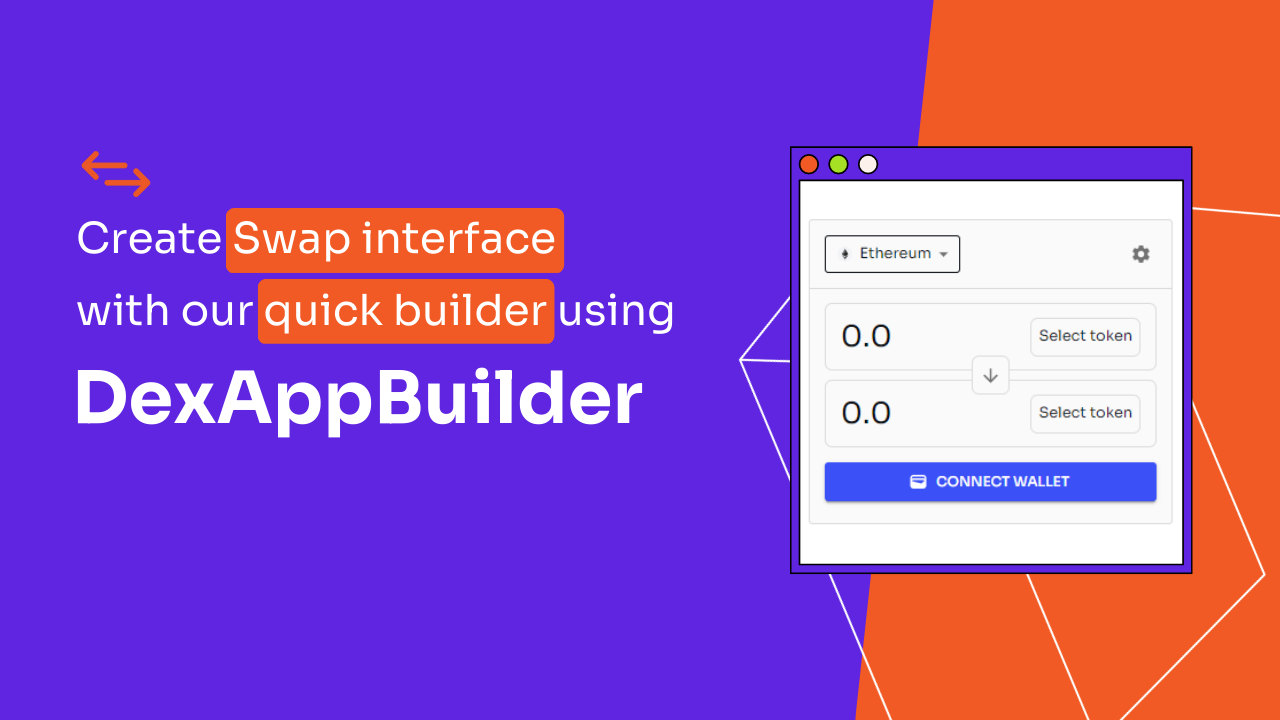 Create Swap interface
with our quick builder using
DexAppBuilder
Ethereum
0.0 Select token
0.0 Select token
CONNECT WALLET